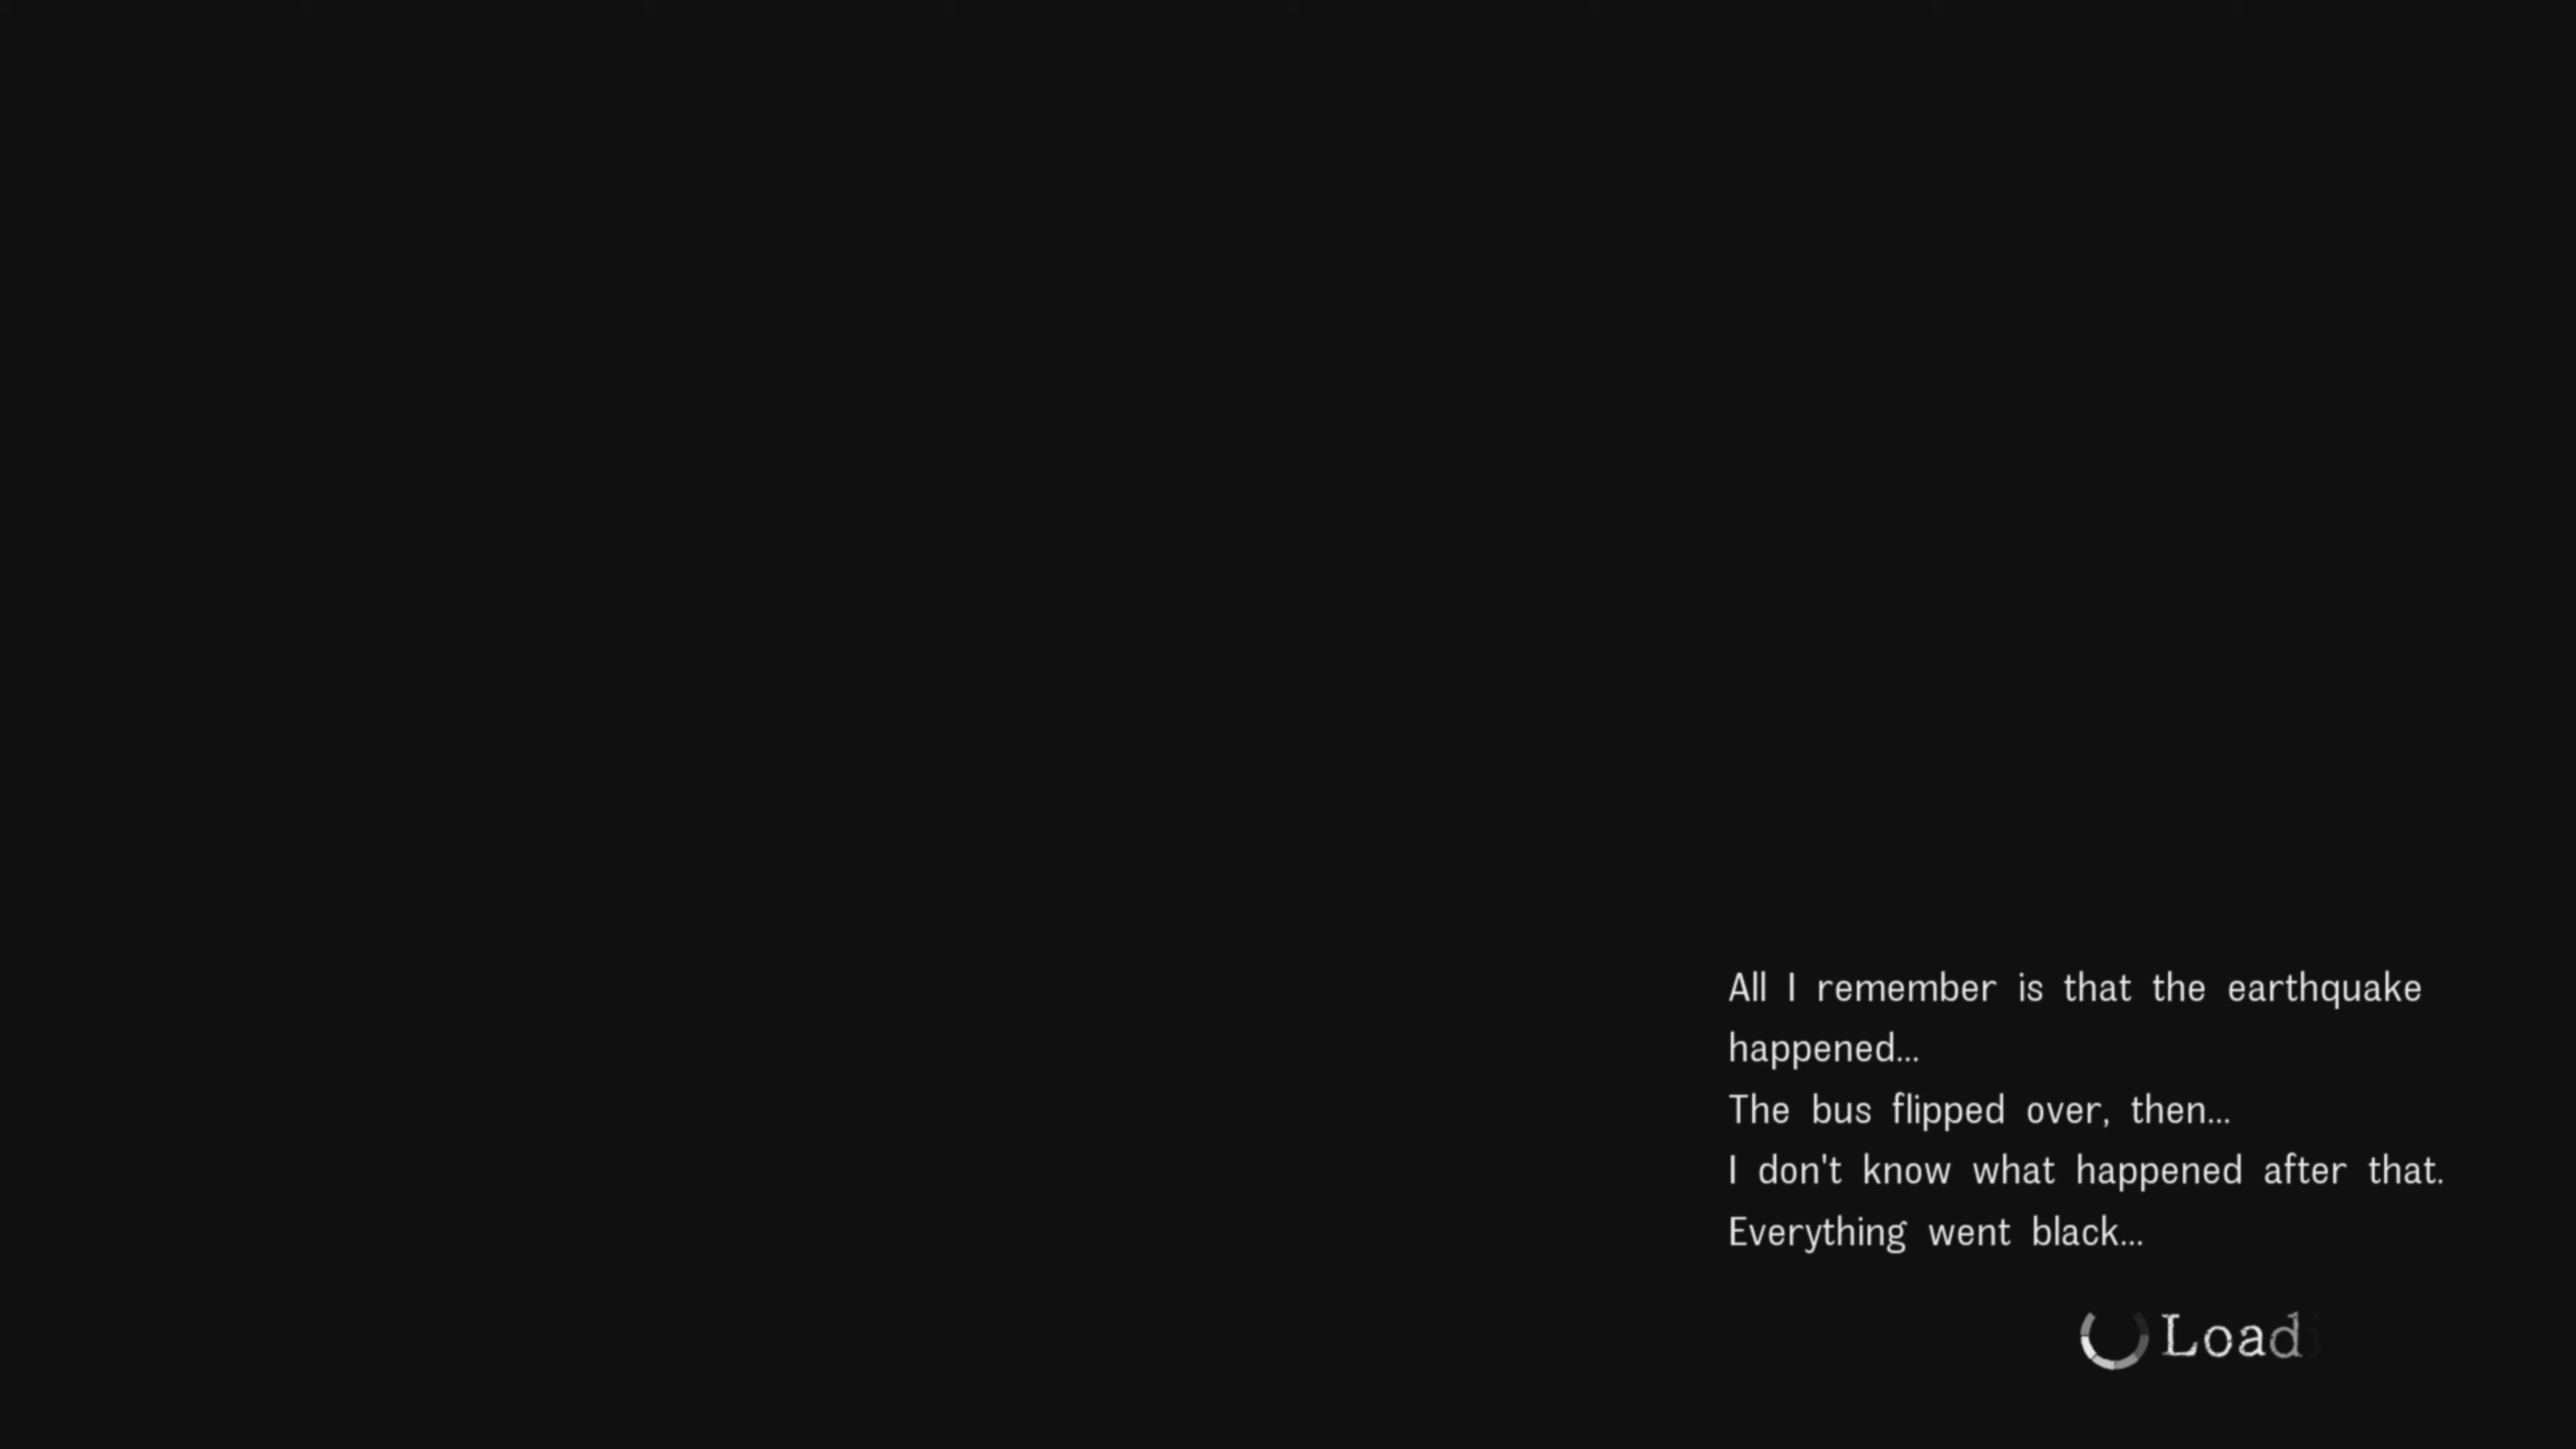 All I remember is that the earthquake
happened...
The bus flipped over, then...
I don't know what happened after that.
Everything went black...
Load